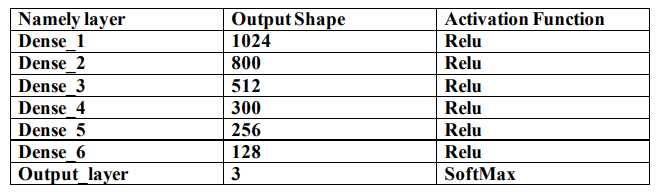 Namely layer Output Shape Activation Function
Dense_1 1024 Relu
Dense_2 800 Relu
Dense_3 512 Relu
Dense_4 300 Relu
Dense_5 256 Relu
Dense_6 128 Relu
Output_layer 3 SoftMax